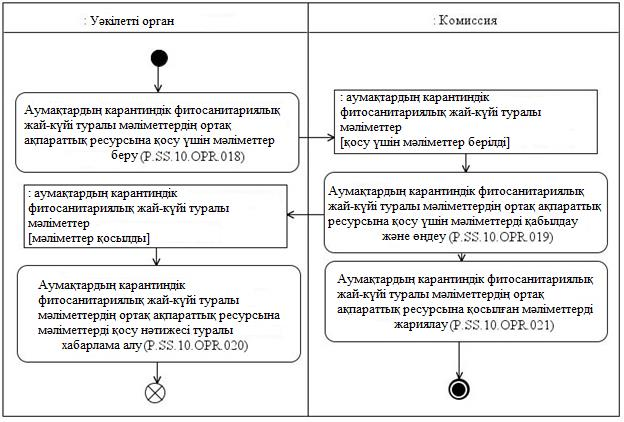 : Уәкілетті орган
: Комиссия
Аумақтардың карантиндік фитосанитариялық
жай-күйі туралы мәліметтердің ортақ
ақпараттық ресурсына қосу үшін мәліметтер
беру (P.SS.10.OPR.018)
: аумақтардың карантиндік
фитосанитариялық жай-күйі туралы
мәліметтер
[қосу үшін мәліметтер берілді]
Аумақтардың карантиндік фитосанитариялық
жай-күйі туралы мәліметтердің ортақ ақпараттық
ресурсына қосу үшін мәліметтерді қабылдау
және өңдеу (P.SS.10.OPR.019)
: аумақтардың карантиндік
фитосанитариялық жай-күйі туралы
мәліметтер
[мәліметтер қосылды]
Аумақтардың карантиндік
фитосанитариялық жай-күйі туралы
мәліметтердің ортақ ақпараттық ресурсына
мәліметтерді қосу нәтижесі туралы
хабарлама алу (P.SS.10.OPR.020)
Аумақтардың карантиндік фитосанитариялық
жай-күйі туралы мәліметтердің ортақ
ақпараттық ресурсына қосылған мәліметтерді
жариялау (P.SS.10.OPR.021)